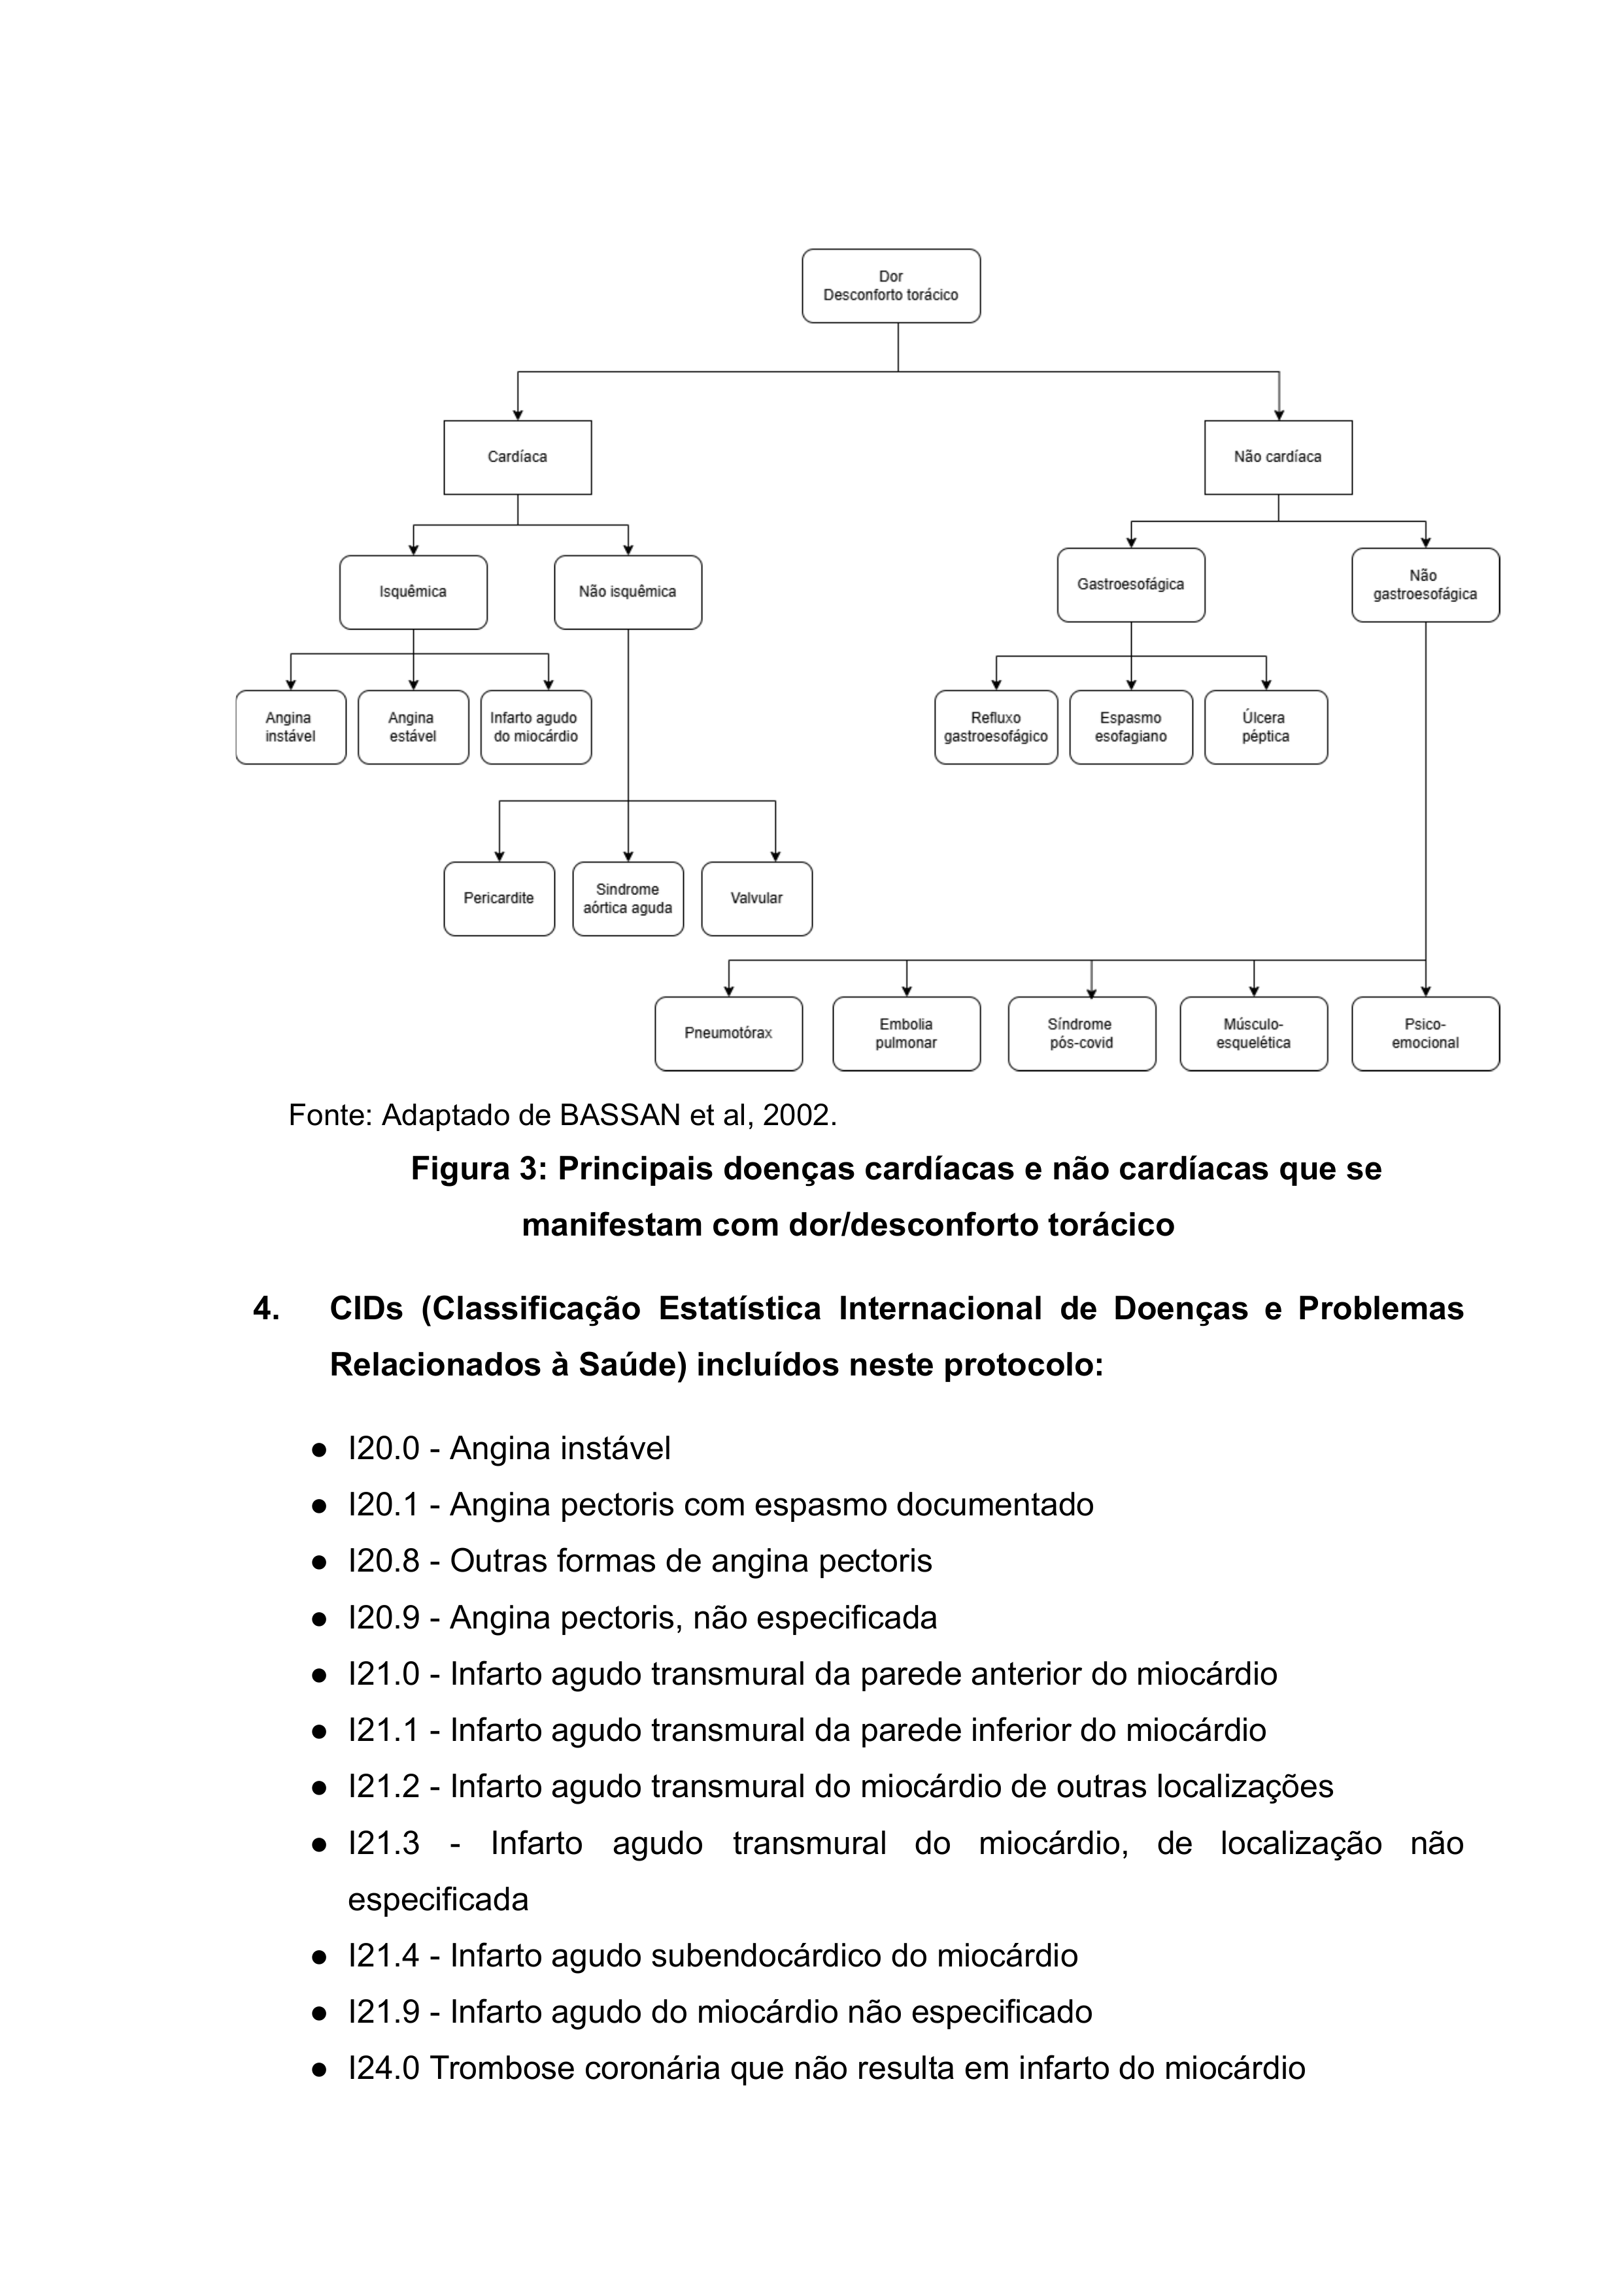 Dor
Desconforto torácico
Cardíaca
Não cardíaca
Isquêmica
Não isquêmica
Gastroesofágica
Não
gastroesofágica
Angina
instável
Angina
estável
Infarto agudo
do miocárdio
Refluxo
gastroesofágico
Espasmo
esofagiano
Úlcera
péptica
Pericardite
Sindrome
aórtica aguda
Valvular
Pneumotórax
Embolia
pulmonar
Síndrome
pós-covid
Músculo-
esquelética
Psico-
emocional
Fonte: Adaptado de BASSAN et al, 2002.
Figura 3: Principais doenças cardíacas e não cardíacas que se
manifestam com dor/desconforto torácico
4. CIDs (Classificação Estatística Internacional de Doenças e Problemas
Relacionados à Saúde) incluídos neste protocolo:
● I20.0 - Angina instável
● I20.1 - Angina pectoris com espasmo documentado
● I20.8 - Outras formas de angina pectoris
● I20.9 - Angina pectoris, não especificada
● I21.0 - Infarto agudo transmural da parede anterior do miocárdio
● I21.1 - Infarto agudo transmural da parede inferior do miocárdio
● I21.2 - Infarto agudo transmural do miocárdio de outras localizações
● I21.3 - Infarto agudo transmural do miocárdio, de localização não
especificada
● I21.4 - Infarto agudo subendocárdico do miocárdio
● I21.9 - Infarto agudo do miocárdio não especificado
● I24.0 Trombose coronária que não resulta em infarto do miocárdio